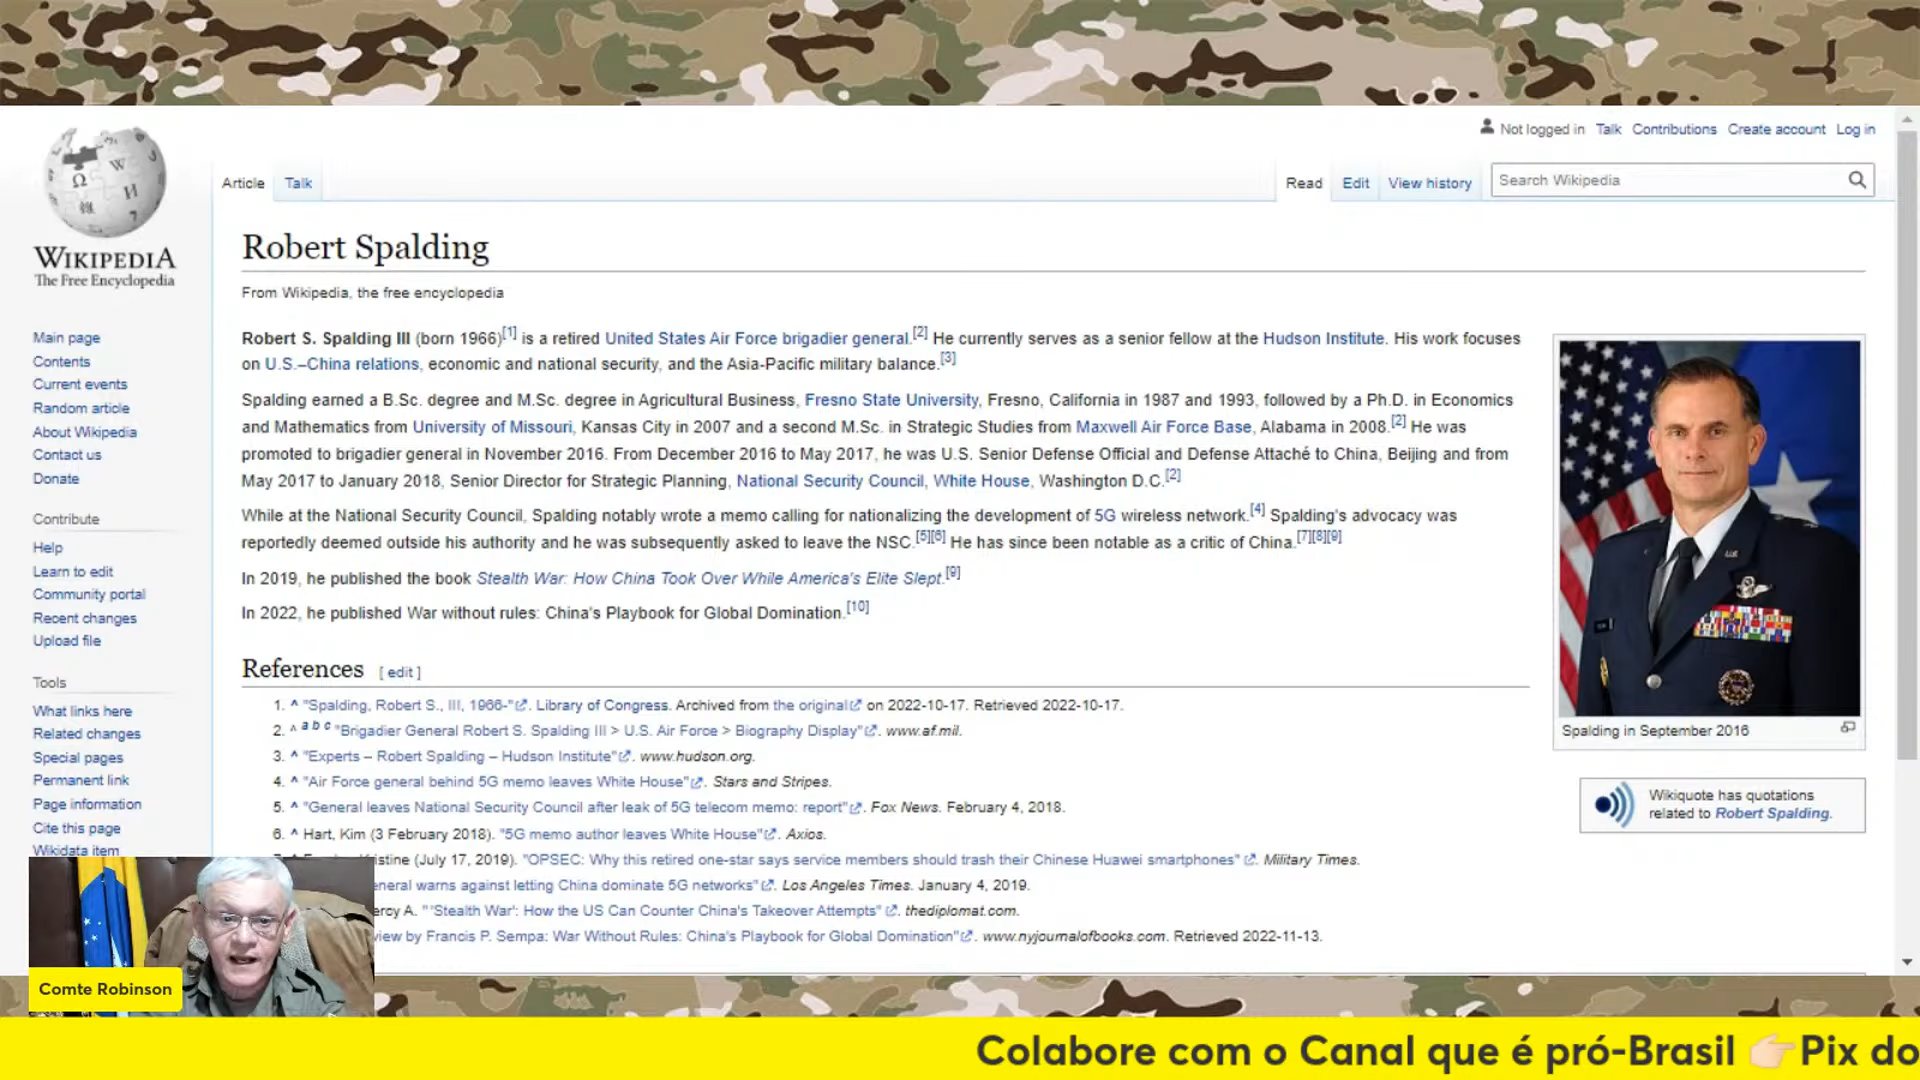 Not logged in Talk Contributions Create account Log in
Article Talk Read Edit View history Search Wikipedia
WIKIPEDIA
The Free Encyclopedia
Main page
Contents
Current events
Random article
About Wikipedia
Contact us
Donate
Contribute
Help
Learn to edit
Community portal
Recent changes
Upload file
Tools
What links here
Related changes
Special pages
Permanent link
Page information
Cite this page
Wikidata item
Robert Spalding
From Wikipedia, the free encyclopedia
Robert S. Spalding III (born 1966)[1] is a retired United States Air Force brigadier general.[2] He currently serves as a senior fellow at the Hudson Institute. His work focuses
on U.S.–China relations, economic and national security, and the Asia-Pacific military balance.[3]
Spalding earned a B.Sc. degree and M.Sc. degree in Agricultural Business, Fresno State University, Fresno, California in 1987 and 1993, followed by a Ph.D. in Economics
and Mathematics from University of Missouri, Kansas City in 2007 and a second M.Sc. in Strategic Studies from Maxwell Air Force Base, Alabama in 2008.[2] He was
promoted to brigadier general in November 2016. From December 2016 to May 2017, he was U.S. Senior Defense Official and Defense Attaché to China, Beijing and from
May 2017 to January 2018, Senior Director for Strategic Planning, National Security Council, White House, Washington D.C.[2]
While at the National Security Council, Spalding notably wrote a memo calling for nationalizing the development of 5G wireless network.[4] Spalding's advocacy was
reportedly deemed outside his authority and he was subsequently asked to leave the NSC.[5][6] He has since been notable as a critic of China.[7][8][9]
In 2019, he published the book Stealth War: How China Took Over While America's Elite Slept.[9]
In 2022, he published War without rules: China's Playbook for Global Domination.[10]
References [ edit ]
1. ^ "Spalding, Robert S., III, 1966-". Library of Congress. Archived from the original on 2022-10-17. Retrieved 2022-10-17.
2. ^ a b c "Brigadier General Robert S. Spalding III > U.S. Air Force > Biography Display". www.af.mil.
3. ^ "Experts – Robert Spalding – Hudson Institute". www.hudson.org.
4. ^ "Air Force general behind 5G memo leaves White House". Stars and Stripes.
5. ^ "General leaves National Security Council after leak of 5G telecom memo: report". Fox News. February 4, 2018.
6. ^ Hart, Kim (3 February 2018). "5G memo author leaves White House". Axios.
istine (July 17, 2019). "OPSEC: Why this retired one-star says service members should trash their Chinese Huawei smartphones". Military Times.
eneral warns against letting China dominate 5G networks". Los Angeles Times. January 4, 2019.
ercy A. "'Stealth War': How the US Can Counter China's Takeover Attempts". thediplomat.com.
view by Francis P. Sempa: War Without Rules: China's Playbook for Global Domination". www.nyjournalofbooks.com. Retrieved 2022-11-13.
Spalding in September 2016
Wikiquote has quotations
related to Robert Spalding.
Comte Robinson
Colabore com o Canal que é pró-Brasil 👉🏻Pix do